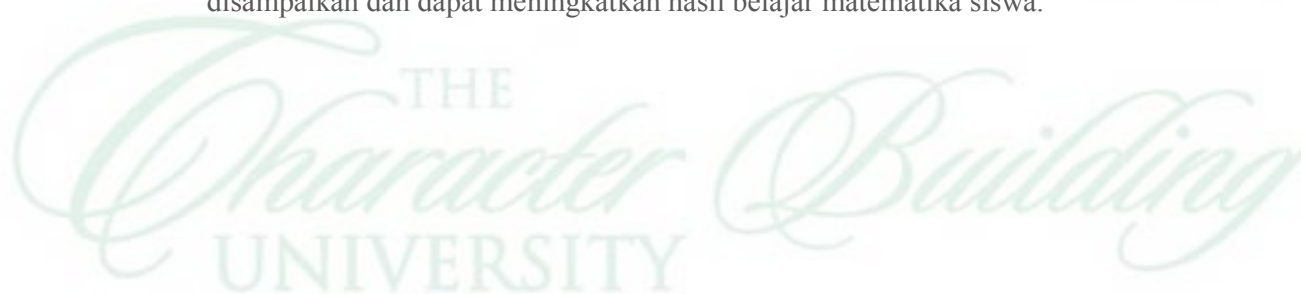 disampaikan dan dapat meningkatkan hasil belajar matematika siswa.
THE
Character Building
UNIVERSITY